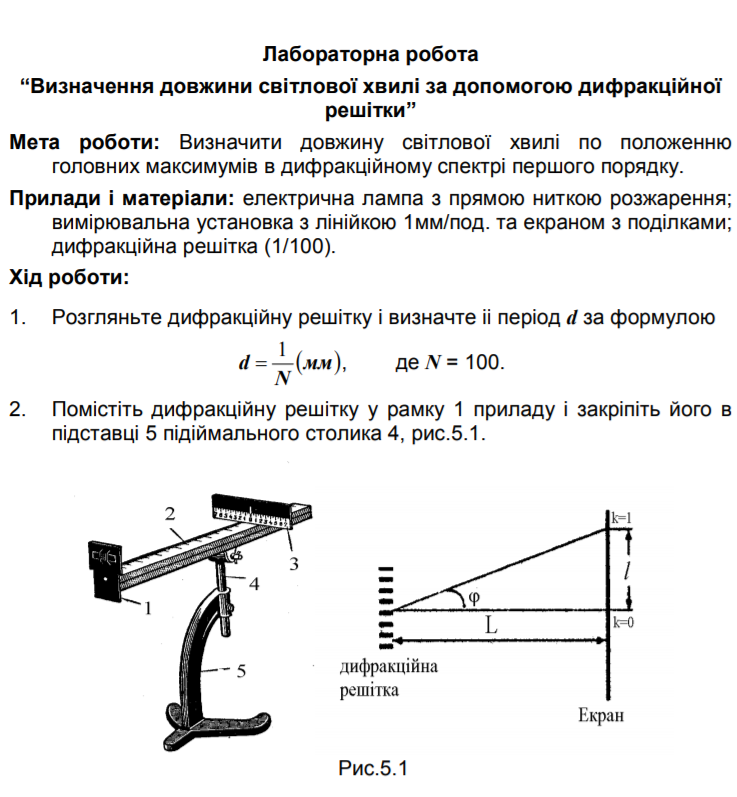 Лабораторна робота
“Визначення довжини світлової хвилі за допомогою дифракційної
решітки”
Мета роботи: Визначити довжину світлової хвилі по положенню
головних максимумів в дифракційному спектрі першого порядку.
Прилади і матеріали: електрична лампа з прямою ниткою розжарення;
вимірювальна установка з лінійкою 1мм/под. та екраном з поділками;
дифракційна решітка (1/100).
Хід роботи:
1. Розгляньте дифракційну решітку і визначте іі період d за формулою
d = 1/N (мм), де N = 100.
2. Помістіть дифракційну решітку у рамку 1 приладу і закріпіть його в
підставці 5 підіймального столика 4, рис.5.1.
2
3
4
1
5
k=1
l
φ
L
k=0
дифракційна
решітка
Екран
Рис.5.1